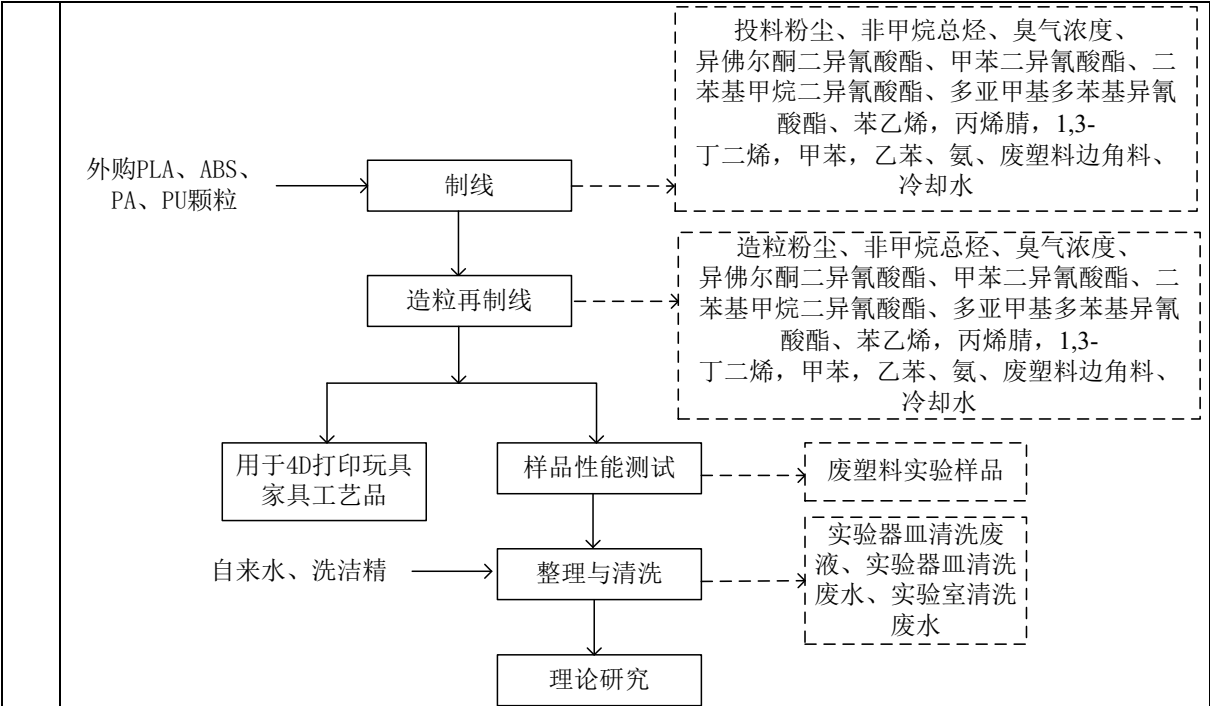 投料粉尘、非甲烷总烃、臭气浓度、
异佛尔酮二异氰酸酯、甲苯二异氰酸酯、二
苯基甲烷二异氰酸酯、多亚甲基多苯基异氰
酸酯、苯乙烯，丙烯腈，1,3-
丁二烯，甲苯，乙苯、氨、废塑料边角料、
冷却水
外购PLA、ABS、
PA、PU颗粒
制线
造粒粉尘、非甲烷总烃、臭气浓度、
异佛尔酮二异氰酸酯、甲苯二异氰酸酯、二
苯基甲烷二异氰酸酯、多亚甲基多苯基异氰
酸酯、苯乙烯，丙烯腈，1,3-
丁二烯，甲苯，乙苯、氨、废塑料边角料、
冷却水
造粒再制线
用于4D打印玩具
家具工艺品
样品性能测试
废塑料实验样品
自来水、洗洁精
整理与清洗
实验器皿清洗废
液、实验器皿清洗
废水、实验室清洗
废水
理论研究